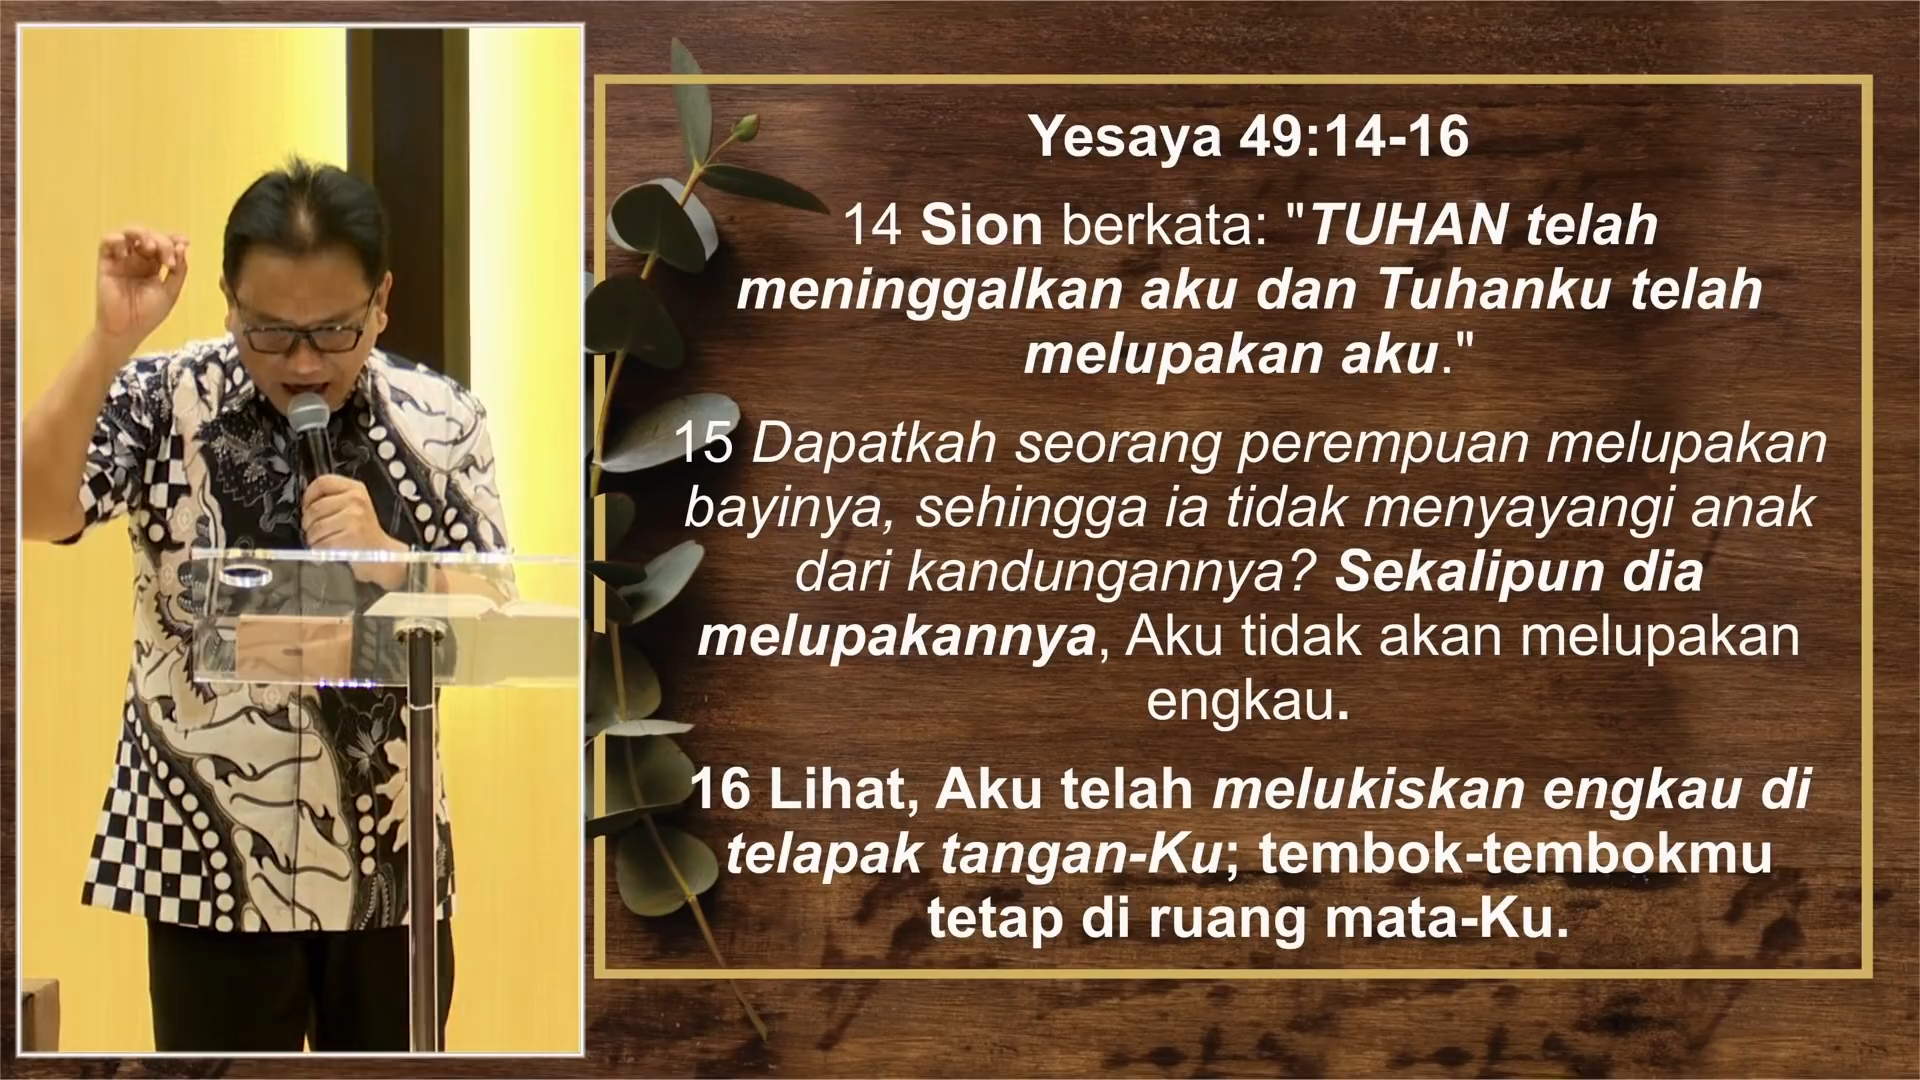 Yesaya 49:14-16
14 Sion berkata: "TUHAN telah
meninggalkan aku dan Tuhanku telah
melupakan aku."
15 Dapatkah seorang perempuan melupakan
bayinya, sehingga ia tidak menyayangi anak
dari kandungannya? Sekalipun dia
melupakannya, Aku tidak akan melupakan
engkau.
16 Lihat, Aku telah melukiskan engkau di
telapak tangan-Ku; tembok-tembokmu
tetap di ruang mata-Ku.